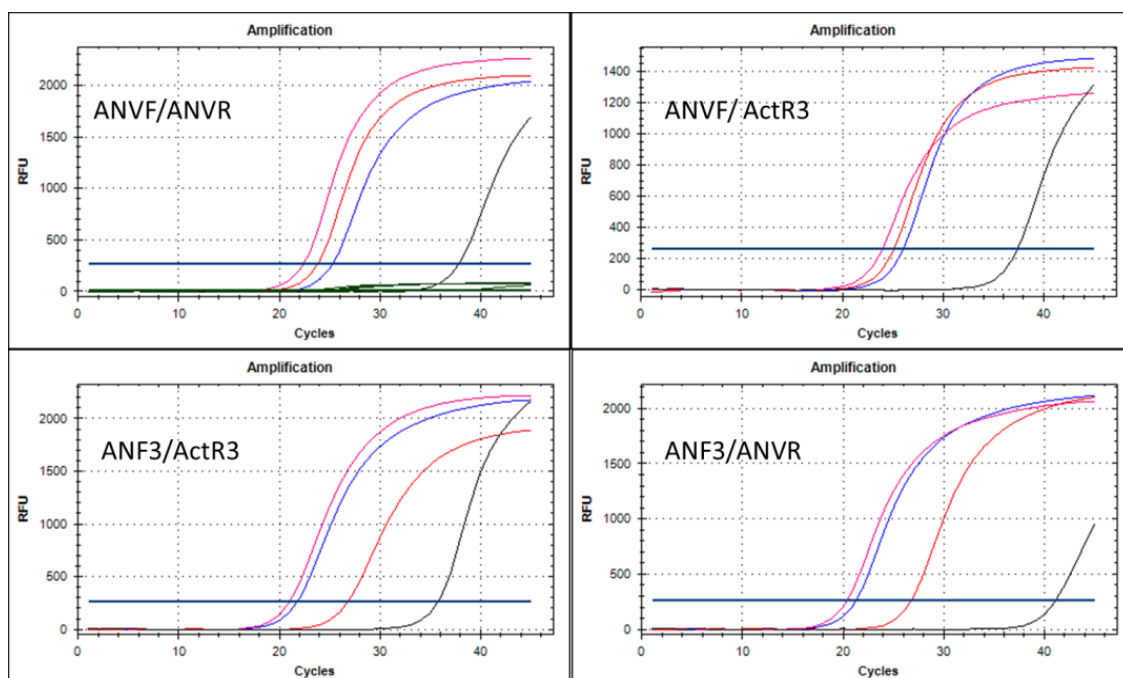 Amplification
2000
1500
1000
500
0
RFU
ANVF/ANVR
0 10 20 30 40
Cycles
Amplification
1400
1200
1000
800
600
400
200
0
RFU
ANVF/ ActR3
0 10 20 30 40
Cycles
Amplification
2000
1500
1000
500
0
RFU
ANF3/ActR3
0 10 20 30 40
Cycles
Amplification
2000
1500
1000
500
0
RFU
ANF3/ANVR
0 10 20 30 40
Cycles